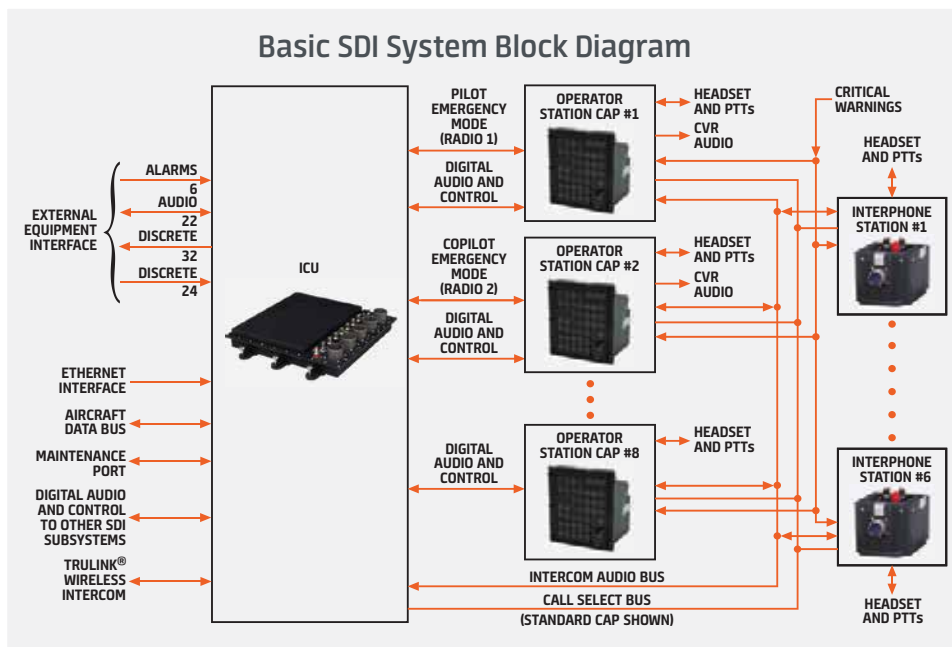 Basic SDI System Block Diagram
EXTERNAL
EQUIPMENT
INTERFACE
ALARMS
6
AUDIO
22
DISCRETE
32
DISCRETE
24
ETHERNET
INTERFACE
AIRCRAFT
DATA BUS
MAINTENANCE
PORT
DIGITAL AUDIO
AND CONTROL
TO OTHER SDI
SUBSYSTEMS
TRULINK®
WIRELESS
INTERCOM
ICU
PILOT
EMERGENCY
MODE
(RADIO 1)
DIGITAL
AUDIO AND
CONTROL
COPILOT
EMERGENCY
MODE
(RADIO 2)
DIGITAL
AUDIO AND
CONTROL
DIGITAL
AUDIO AND
CONTROL
OPERATOR
STATION CAP #1
HEADSET
AND PTTs
CVR
AUDIO
OPERATOR
STATION CAP #2
HEADSET
AND PTTs
CVR
AUDIO
OPERATOR
STATION CAP #8
HEADSET
AND PTTs
INTERCOM AUDIO BUS
CALL SELECT BUS
(STANDARD CAP SHOWN)
CRITICAL
WARNINGS
HEADSET
AND PTTs
INTERPHONE
STATION #1
INTERPHONE
STATION #6
HEADSET
AND PTTs